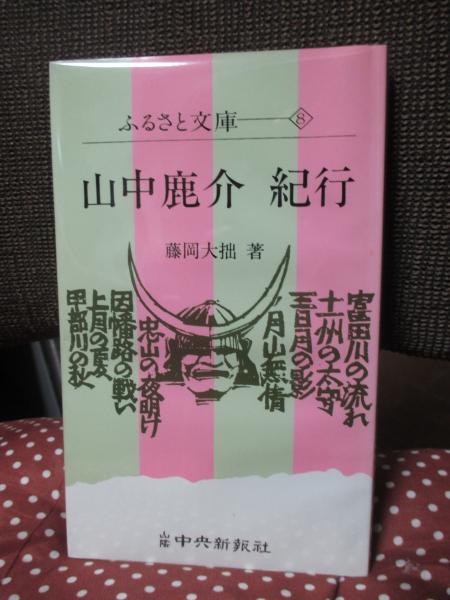 ふるさと文庫――8
山中鹿介 紀行
藤岡大拙 著
富田川の流れ
十一州の太守
三日月の影
月山無情
忠山の夜明け
因幡路の戦い
上月の夏
甲部川の秋
山陰中央新報社